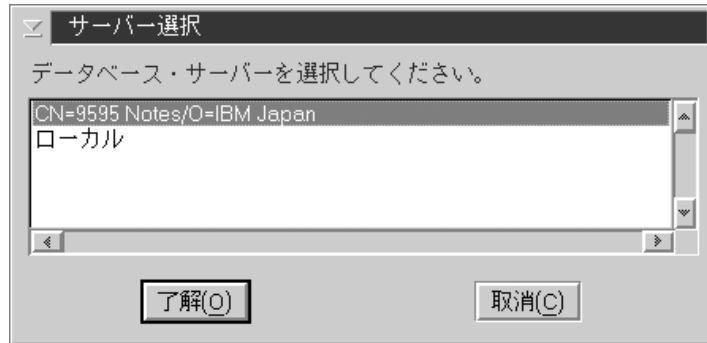 サーバー選択
データベース・サーバーを選択してください。
CN=9595 Notes/O=IBM Japan
ローカル
了解(O) 取消(C)